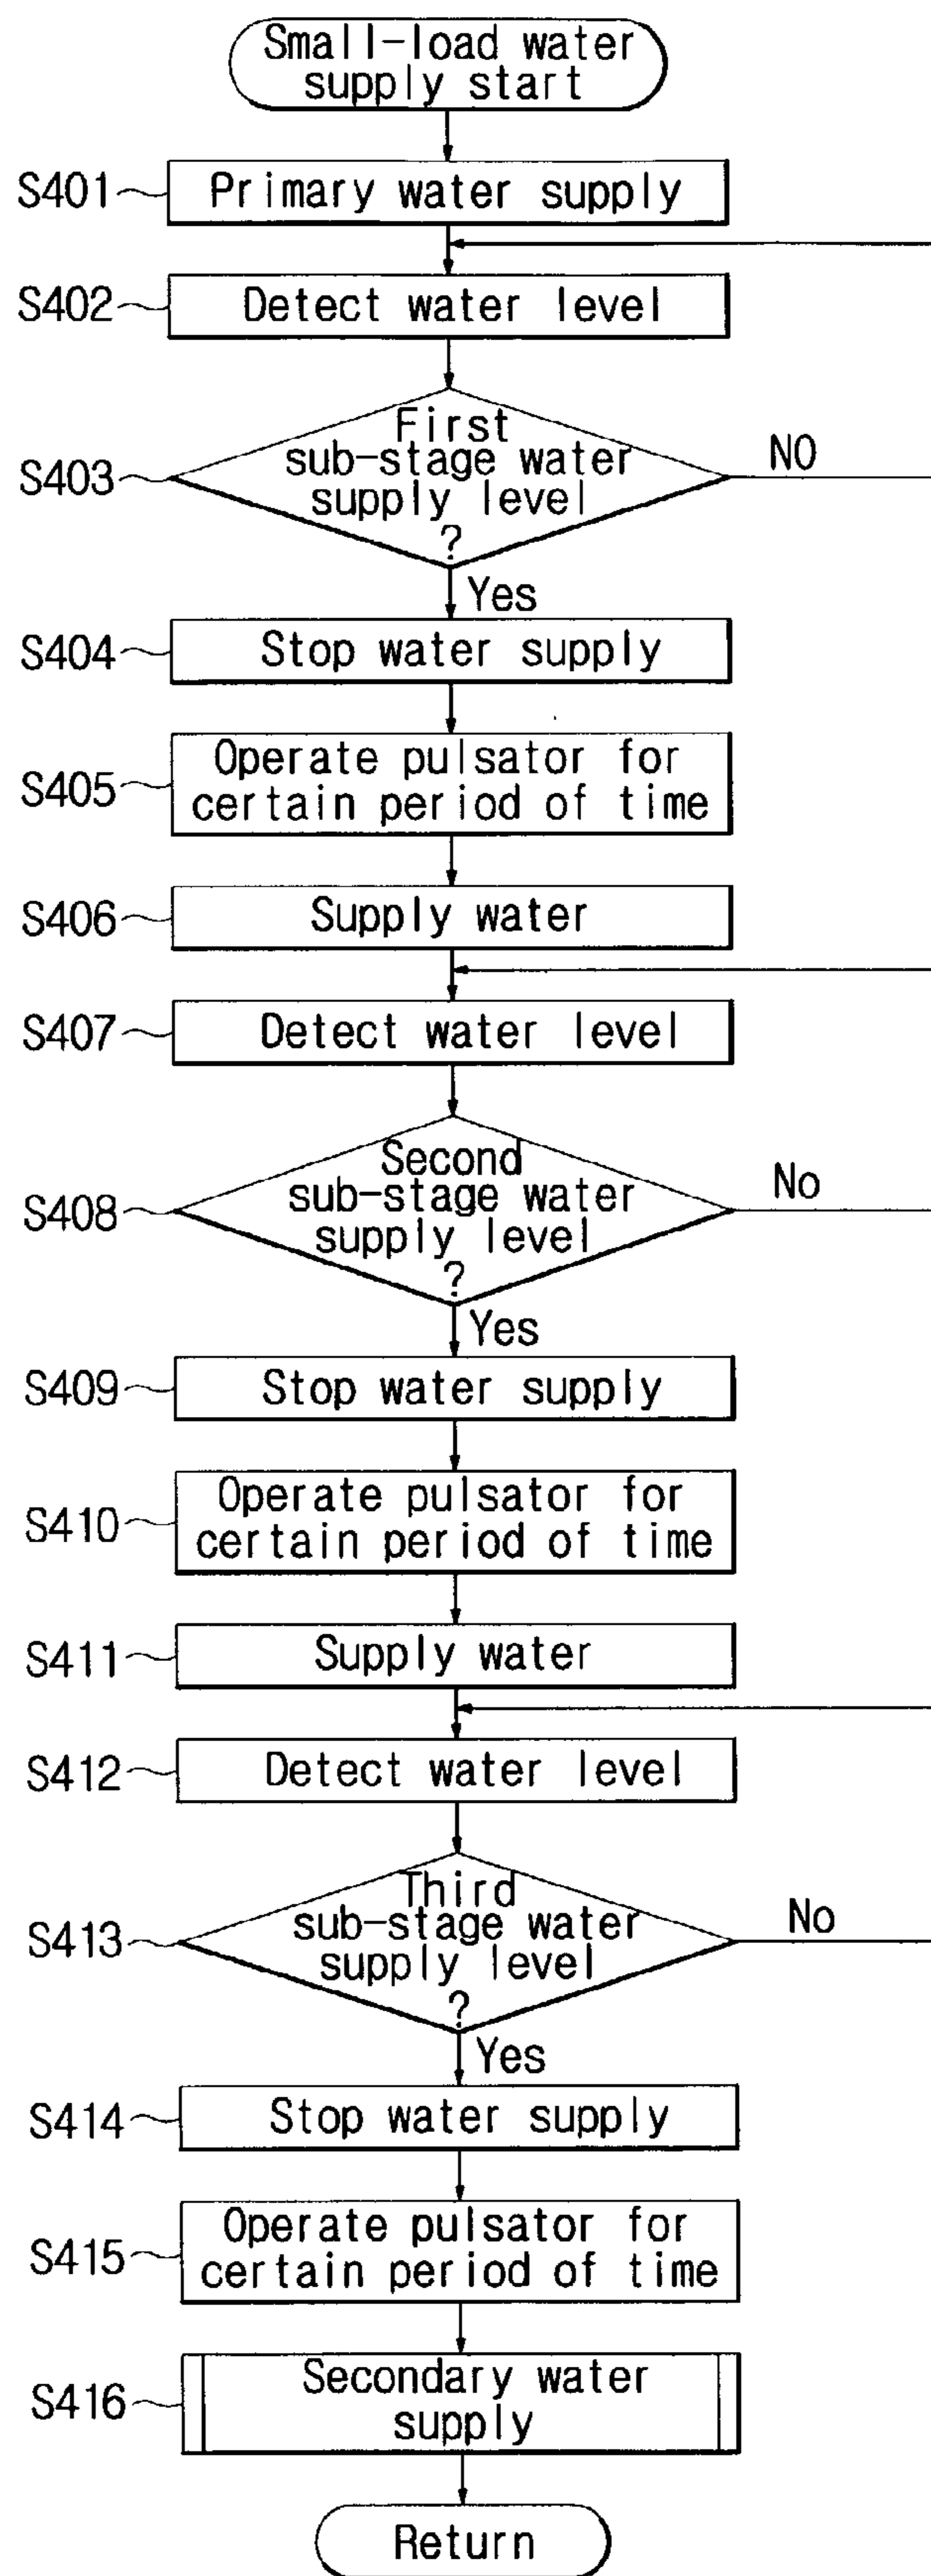 Small-load water
supply start
S401
Primary water supply
S402
Detect water level
First
sub-stage water
supply level
?
S403
NO
Yes
S404
Stop water supply
S405
Operate pulsator for
certain period of time
S406
Supply water
S407
Detect water level
Second
sub-stage water
supply level
?
S408
No
Yes
S409
Stop water supply
S410
Operate pulsator for
certain period of time
S411
Supply water
S412
Detect water level
Third
sub-stage water
supply level
?
S413
No
Yes
S414
Stop water supply
S415
Operate pulsator for
certain period of time
S416
Secondary water
supply
Return